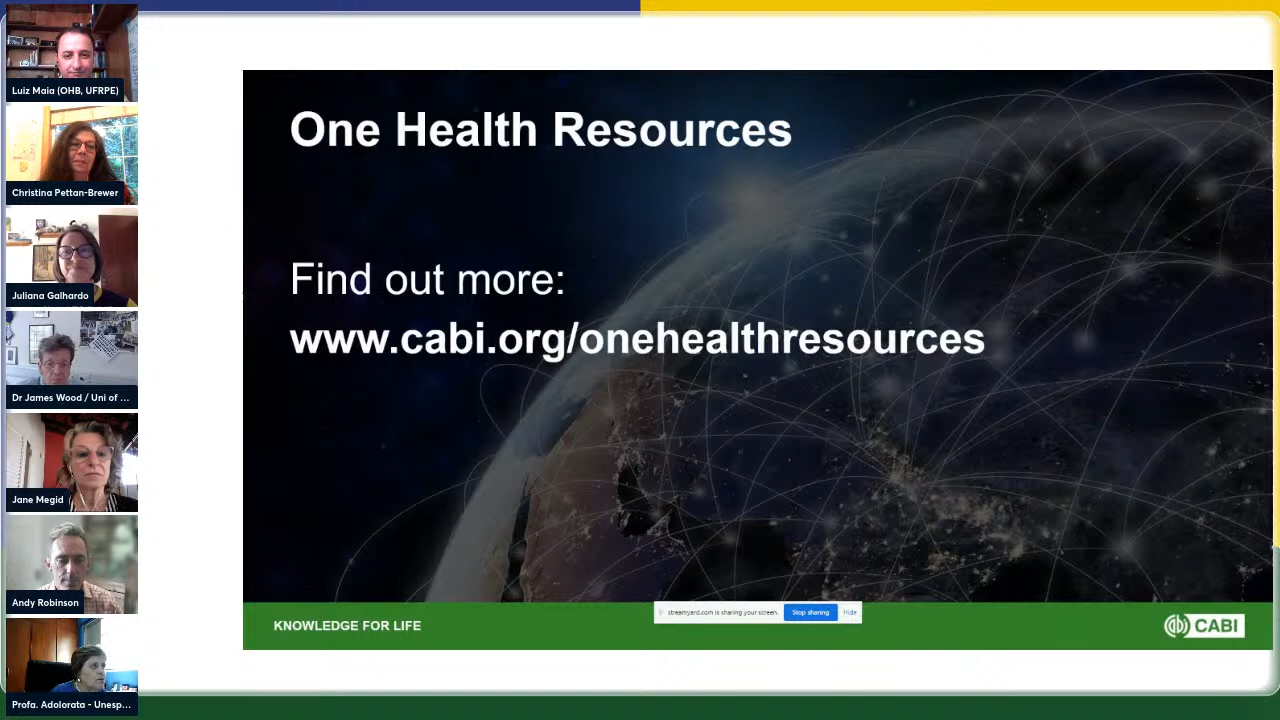 Luiz Maia (OHB, UFRPE)
Christina Pettan-Brewer
Juliana Galhardo
Dr James Wood / Uni of ...
Jane Megid
Andy Robinson
Profa. Adolorata - Unesp...
One Health Resources
Find out more:
www.cabi.org/onehealthresources
streamyard.com is sharing your screen.
Stop sharing
Hide
KNOWLEDGE FOR LIFE
CABI